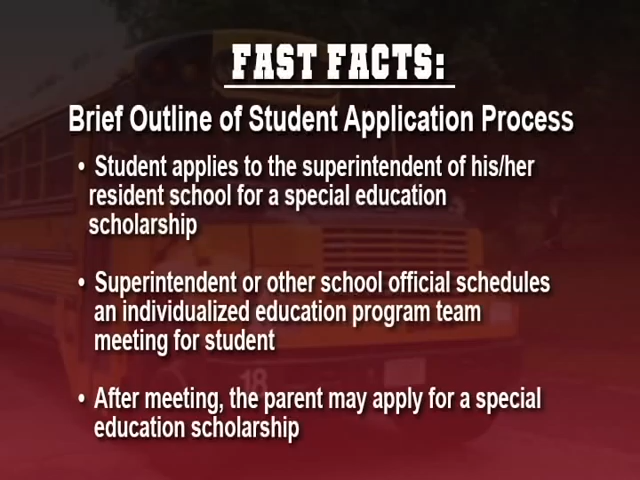 FAST FACTS:
Brief Outline of Student Application Process
• Student applies to the superintendent of his/her
resident school for a special education
scholarship
• Superintendent or other school official schedules
an individualized education program team
meeting for student
• After meeting, the parent may apply for a special
education scholarship
18